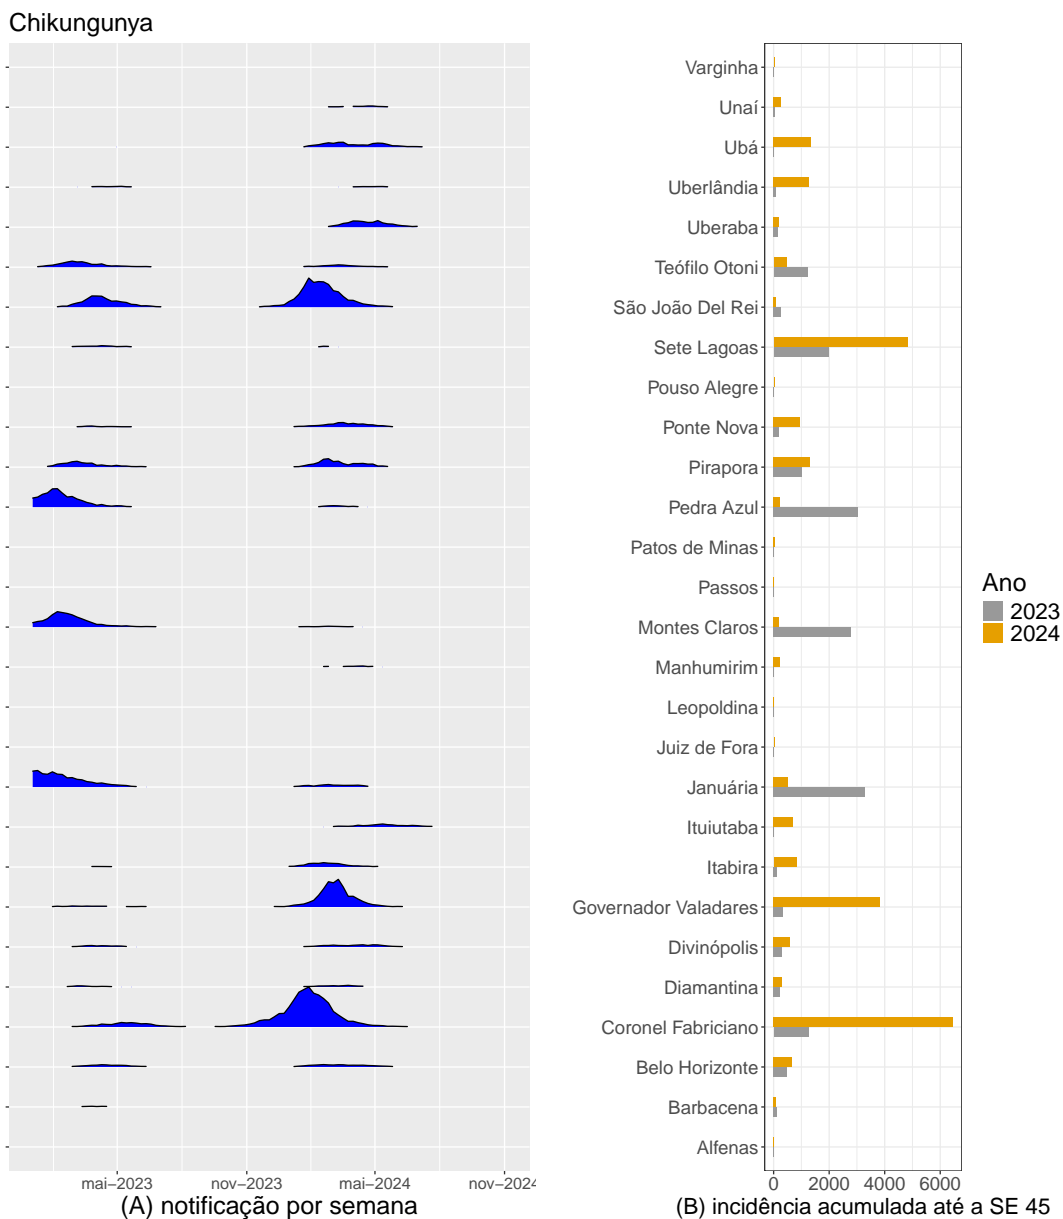 Chikungunya
mai–2023
nov–2023
mai–2024
nov–2024
(A) notificação por semana
Varginha
Unaí
Ubá
Uberlândia
Uberaba
Teófilo Otoni
São João Del Rei
Sete Lagoas
Pouso Alegre
Ponte Nova
Pirapora
Pedra Azul
Patos de Minas
Passos
Montes Claros
Manhumirim
Leopoldina
Juiz de Fora
Januária
Ituiutaba
Itabira
Governador Valadares
Divinópolis
Diamantina
Coronel Fabriciano
Belo Horizonte
Barbacena
Alfenas
0 2000 4000 6000
(B) incidência acumulada até a SE 45
Ano
2023
2024